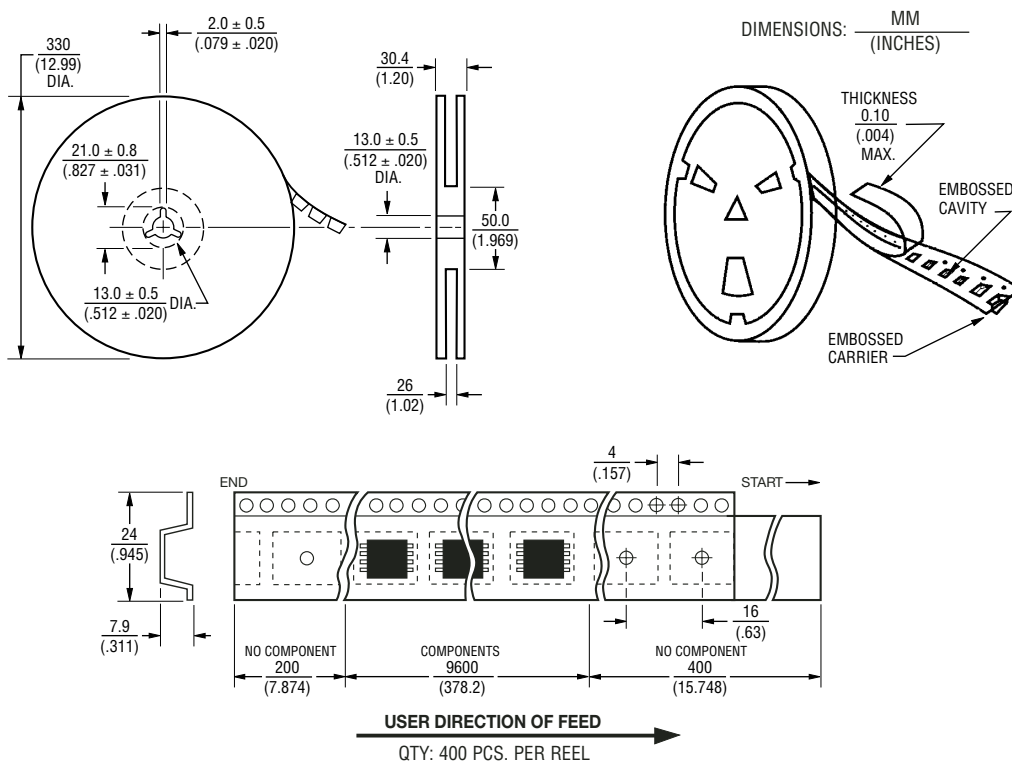 2.0 ± 0.5
(.079 ± .020)
330
(12.99)
DIA.
21.0 ± 0.8
(.827 ± .031)
13.0 ± 0.5
(.512 ± .020)
DIA.
30.4
(1.20)
13.0 ± 0.5
(.512 ± .020)
DIA.
50.0
(1.969)
26
(1.02)
DIMENSIONS:
MM
(INCHES)
THICKNESS
0.10
(.004)
MAX.
EMBOSSED
CAVITY
EMBOSSED
CARRIER
4
(.157)
END
START
24
(.945)
7.9
(.311)
16
(.63)
NO COMPONENT
200
(7.874)
COMPONENTS
9600
(378.2)
NO COMPONENT
400
(15.748)
USER DIRECTION OF FEED
QTY: 400 PCS. PER REEL